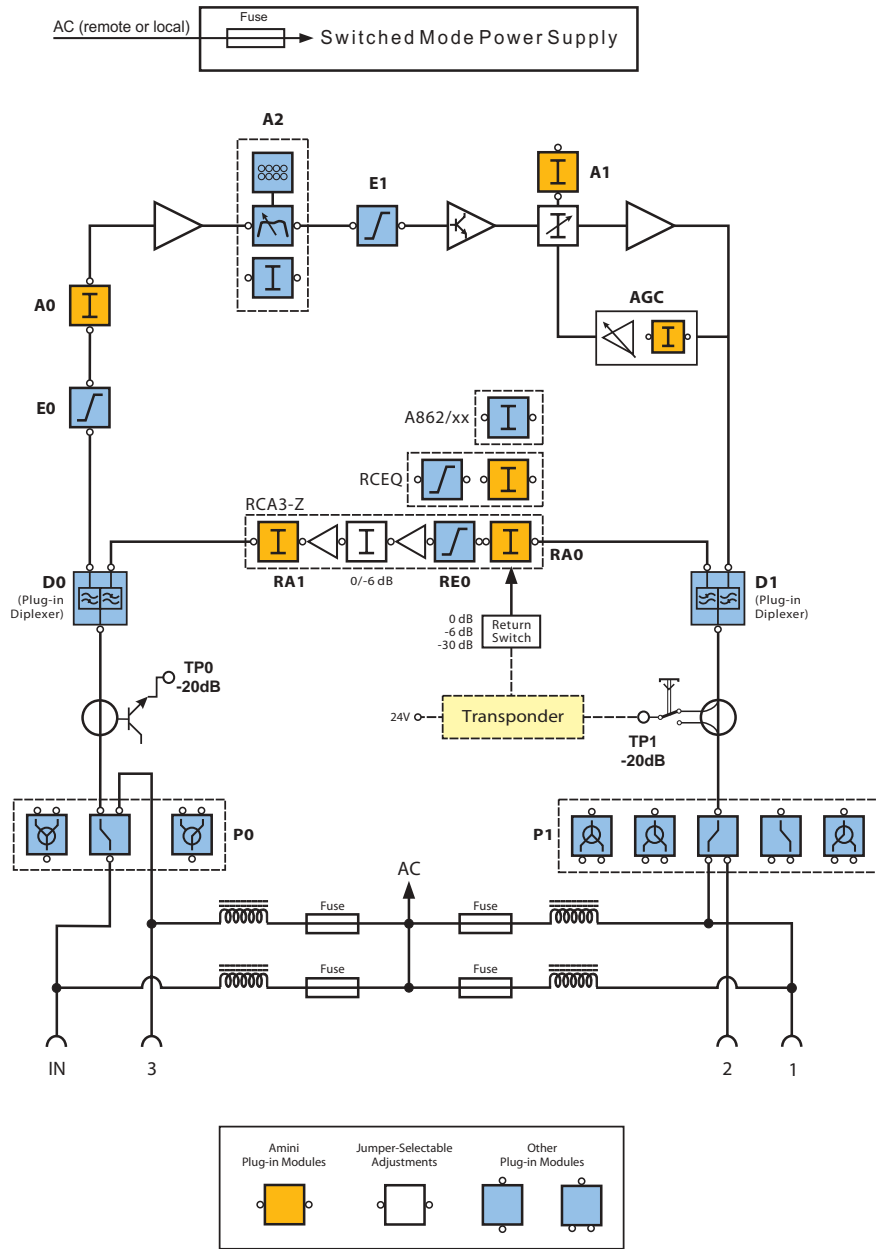 AC (remote or local)
Fuse
Switched Mode Power Supply
A2
E1
A1
A0
AGC
E0
A862/xx
RCEQ
RCA3-Z
RA1
0/-6 dB
RE0
RA0
D0
(Plug-in
Diplexer)
D1
(Plug-in
Diplexer)
0 dB
-6 dB
-30 dB
Return
Switch
TP0
-20dB
24V
Transponder
TP1
-20dB
P0
P1
AC
Fuse
Fuse
Fuse
Fuse
IN
3
2
1
Amini
Plug-in Modules
Jumper-Selectable
Adjustments
Other
Plug-in Modules